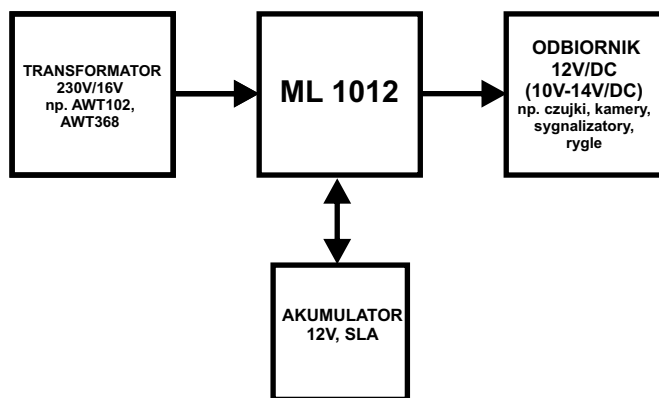 TRANSFORMATOR
230V/16V
np. AWT102,
AWT368
ML 1012
ODBIORNIK
12V/DC
(10V-14V/DC)
np. czujki, kamery,
sygnalizatory,
rygle
AKUMULATOR
12V, SLA